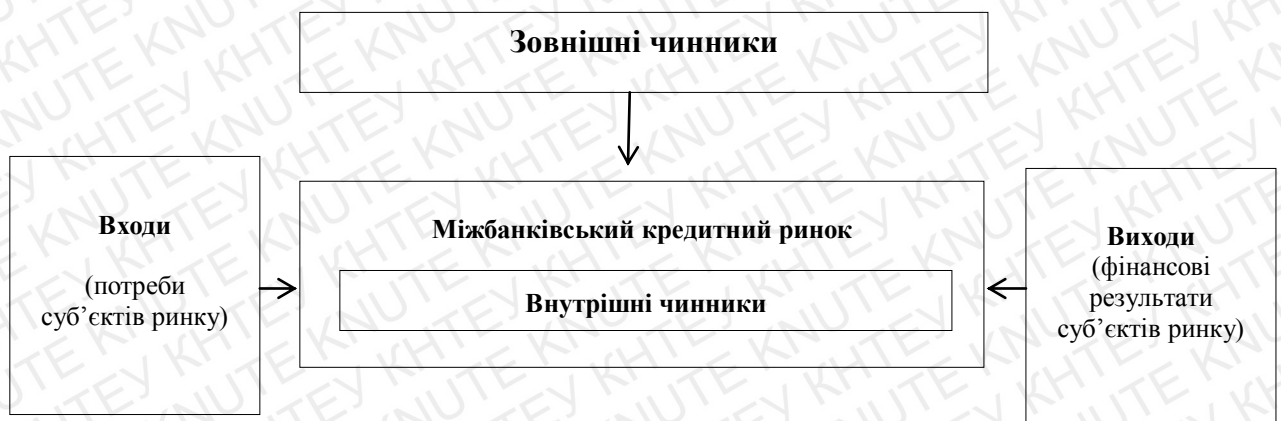 Зовнішні чинники
Входи
(потреби
суб’єктів ринку)
Міжбанківський кредитний ринок
Внутрішні чинники
Виходи
(фінансові
результати
суб’єктів ринку)